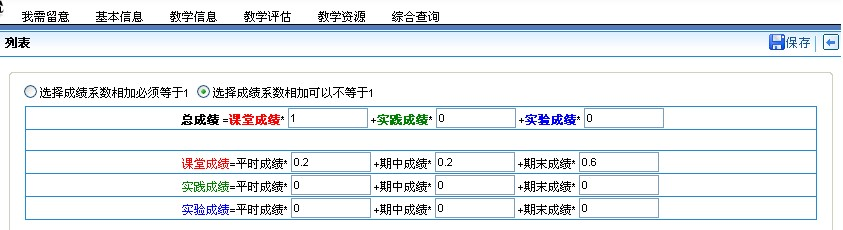 我需留意 基本信息 教学信息 教学评估 教学资源 综合查询
列表 保存
选择成绩系数相加必须等于1 选择成绩系数相加可以不等于1
总成绩 =课堂成绩* 1 +实践成绩* 0 +实验成绩* 0
课堂成绩=平时成绩* 0.2 +期中成绩* 0.2 +期末成绩* 0.6
实践成绩=平时成绩* 0 +期中成绩* 0 +期末成绩* 0
实验成绩=平时成绩* 0 +期中成绩* 0 +期末成绩* 0